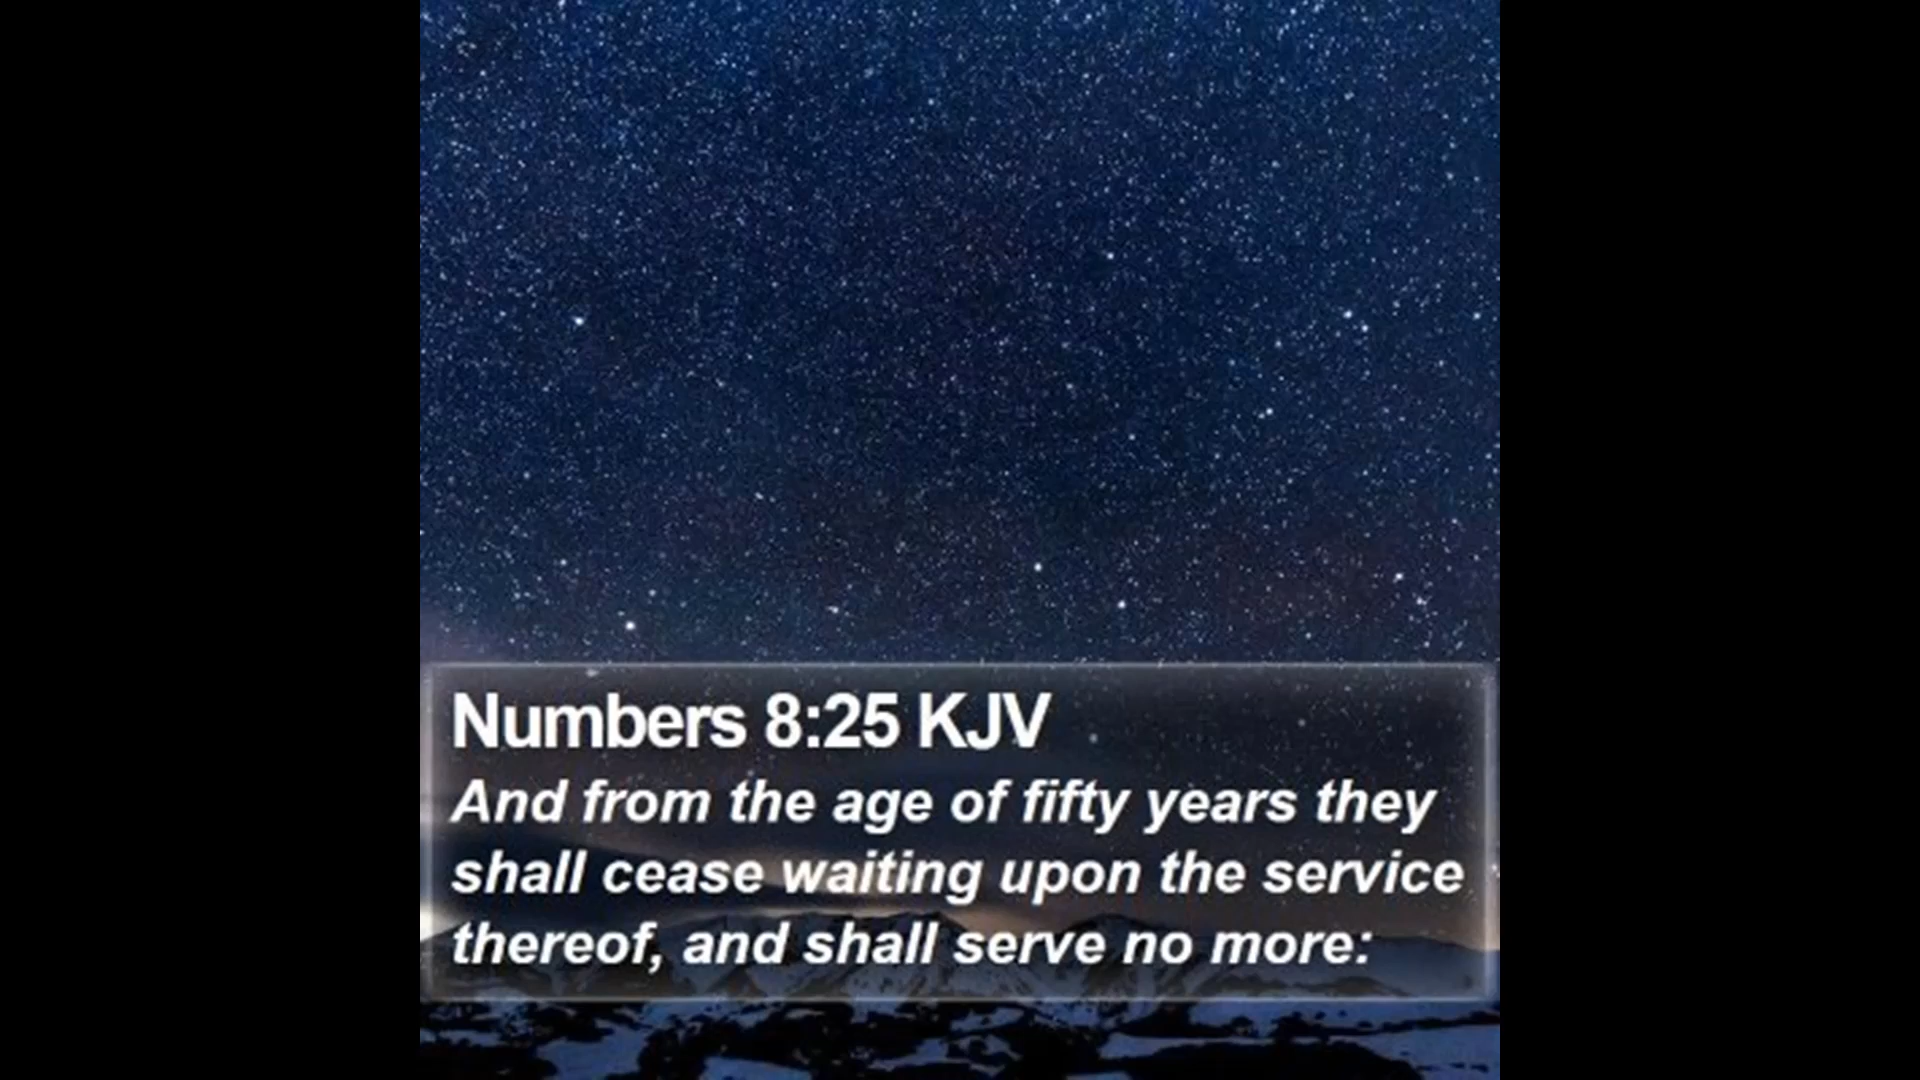 Numbers 8:25 KJV
And from the age of fifty years they
shall cease waiting upon the service
thereof, and shall serve no more: